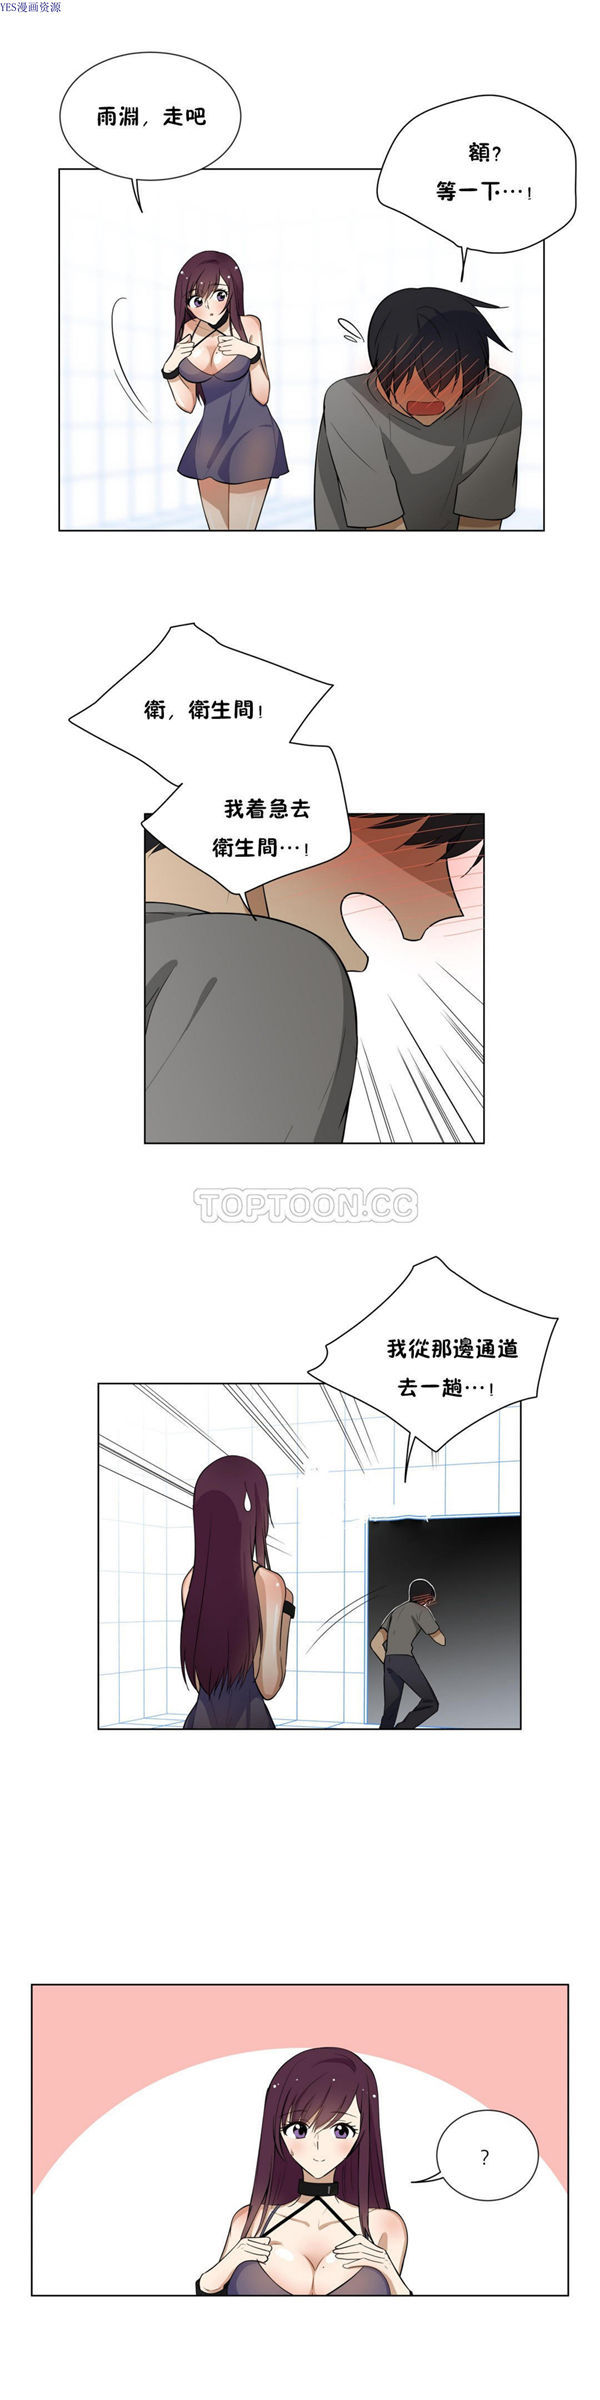 YES漫画资源
雨淵，走吧
額？
等一下…！
衛，衛生間！
我着急去
衛生間…！
TOPTOON.CC
我從那邊通道
去一趟…！
？